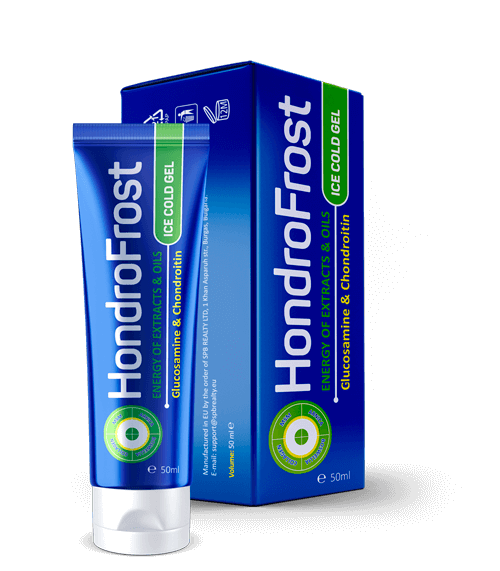 HondroFrost
ICE COLD GEL
ENERGY OF EXTRACTS & OILS
Glucosamine & Chondroitin
℮ 50ml
12M
Manufactured in EU by the order of SPB REALTY LTD, 1 Khan Asparuh str., Burgas, Bulgaria.
E-mail: support@spbrealty.eu
Volume: 50 ml ℮
HondroFrost
ICE COLD GEL
ENERGY OF EXTRACTS & OILS
Glucosamine & Chondroitin
℮ 50ml